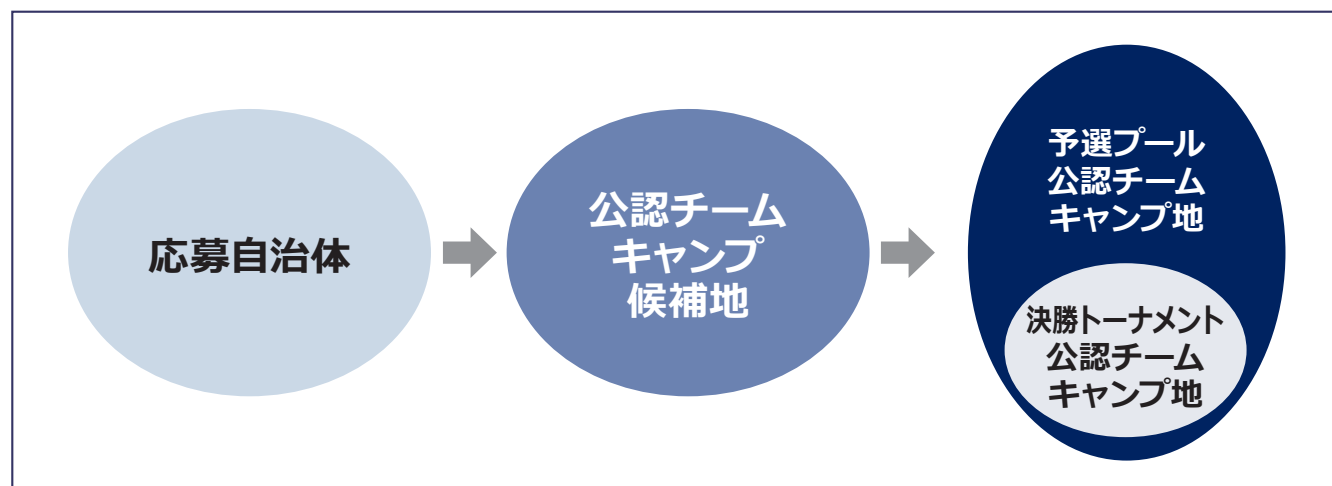 応募自治体
公認チーム
キャンプ
候補地
予選プール
公認チーム
キャンプ地
決勝トーナメント
公認チーム
キャンプ地